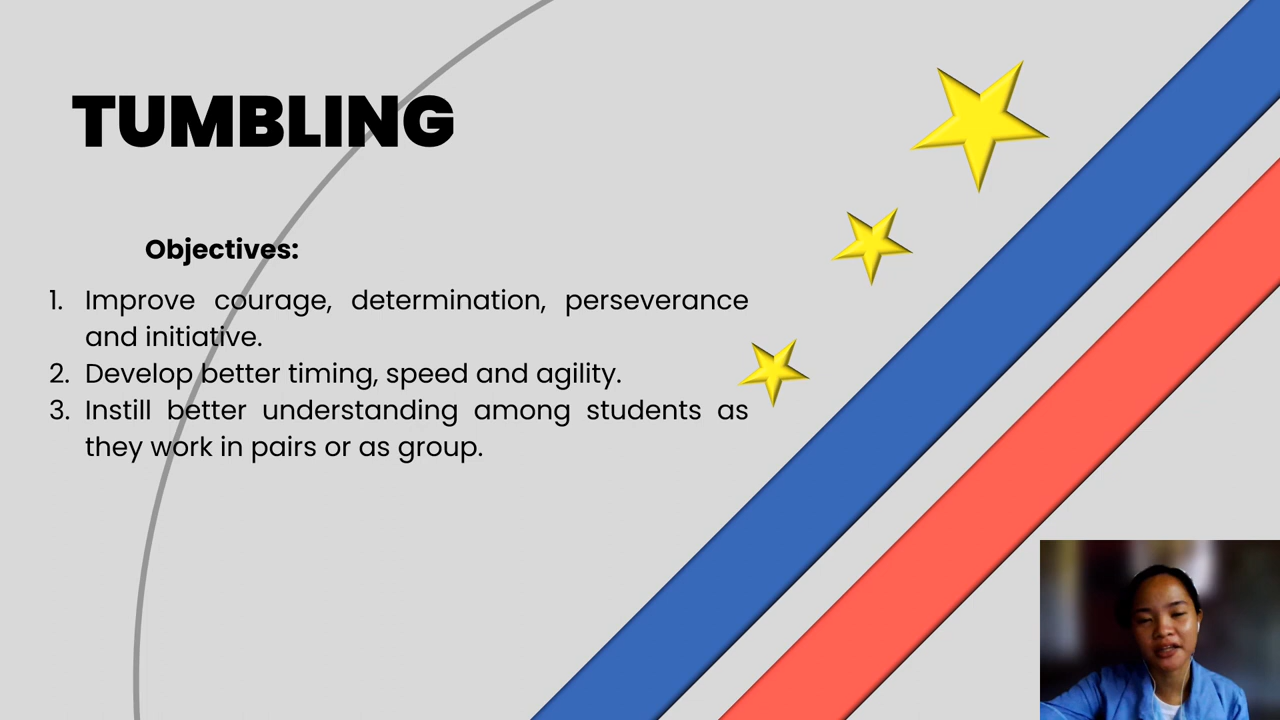 TUMBLING
Objectives:
1. Improve courage, determination, perseverance
and initiative.
2. Develop better timing, speed and agility.
3. Instill better understanding among students as
they work in pairs or as group.